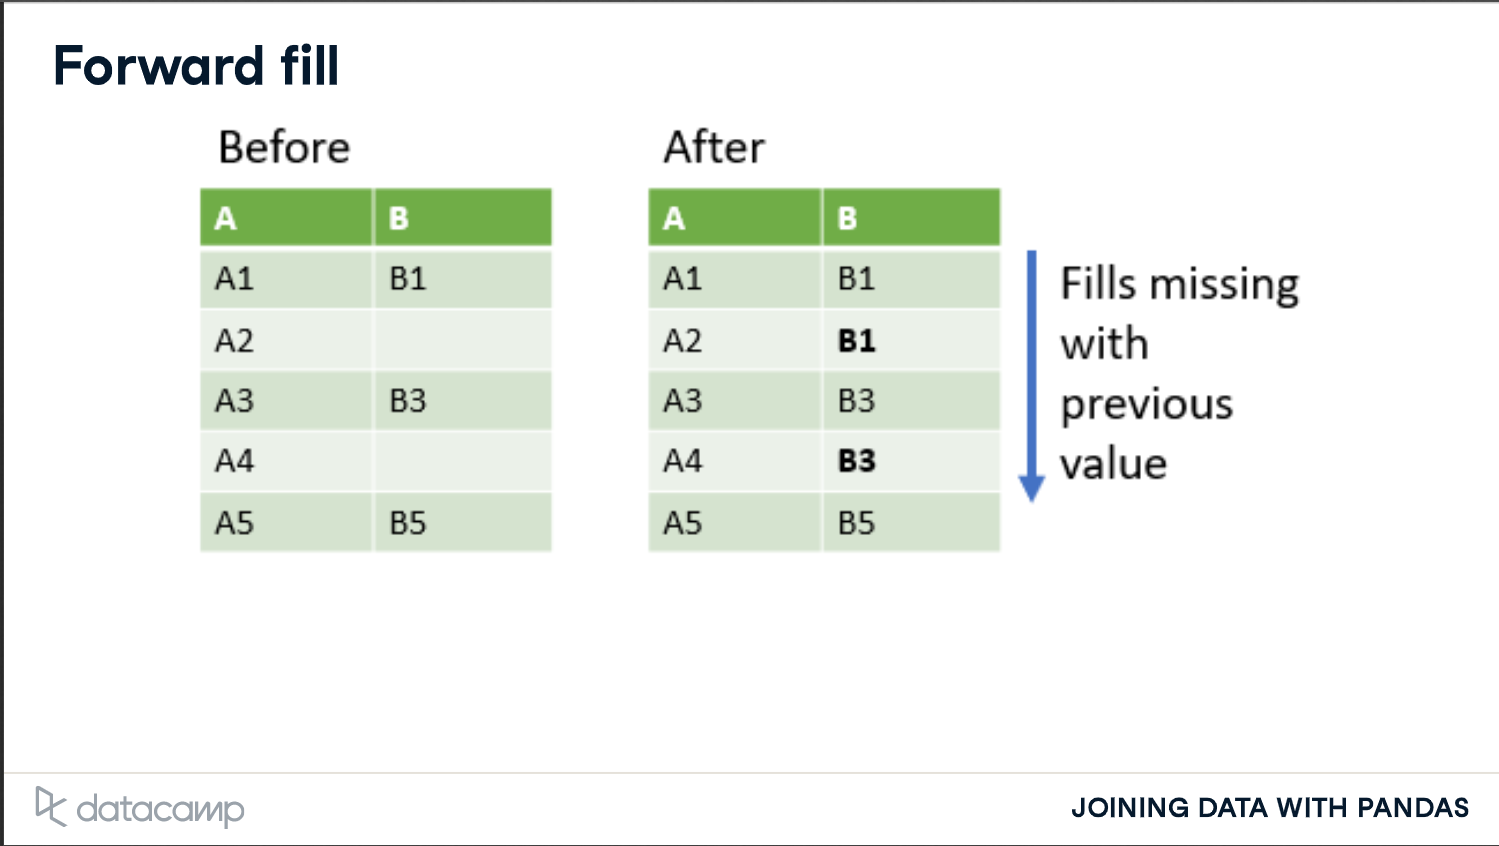 Forward fill
Before
A B
A1 B1
A2
A3 B3
A4
A5 B5
After
A B
A1 B1
A2 B1
A3 B3
A4 B3
A5 B5
Fills missing
with
previous
value
datacamp
JOINING DATA WITH PANDAS